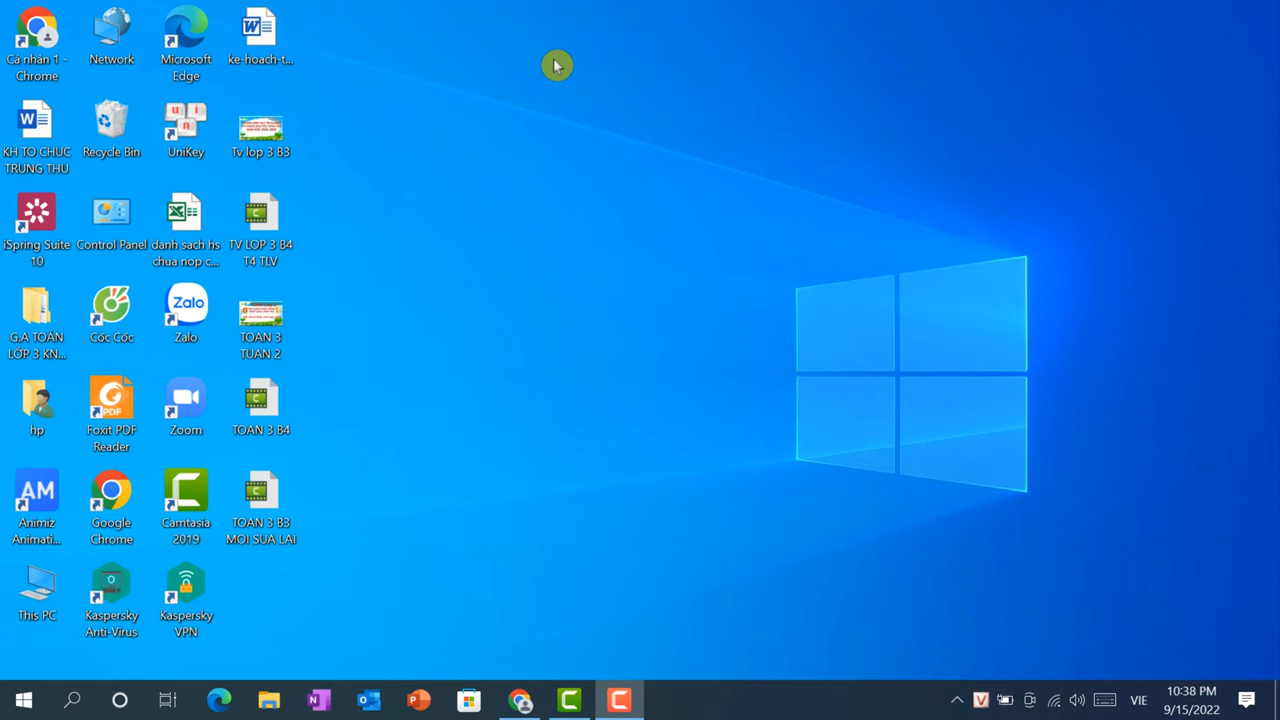 Cá nhân 1 -
Chrome
Network
Microsoft
Edge
ke-hoach-t...
KH TO CHUC
TRUNG THU
Recycle Bin
UniKey
Tv lop 3 B3
iSpring Suite
10
Control Panel
danh sach hs
chua nop c...
TV LOP 3 B4
T4 TLV
G.A TOÁN
LỚP 3 KN...
Cốc Cốc
Zalo
Zalo
TOAN 3
TUAN 2
hp
PDF
Foxit PDF
Reader
Zoom
TOAN 3 B4
AM
Animiz
Animati...
Google
Chrome
Camtasia
2019
TOAN 3 B3
MOI SUA LAI
This PC
Kaspersky
Anti-Virus
Kaspersky
VPN
VIE
10:38 PM
9/15/2022